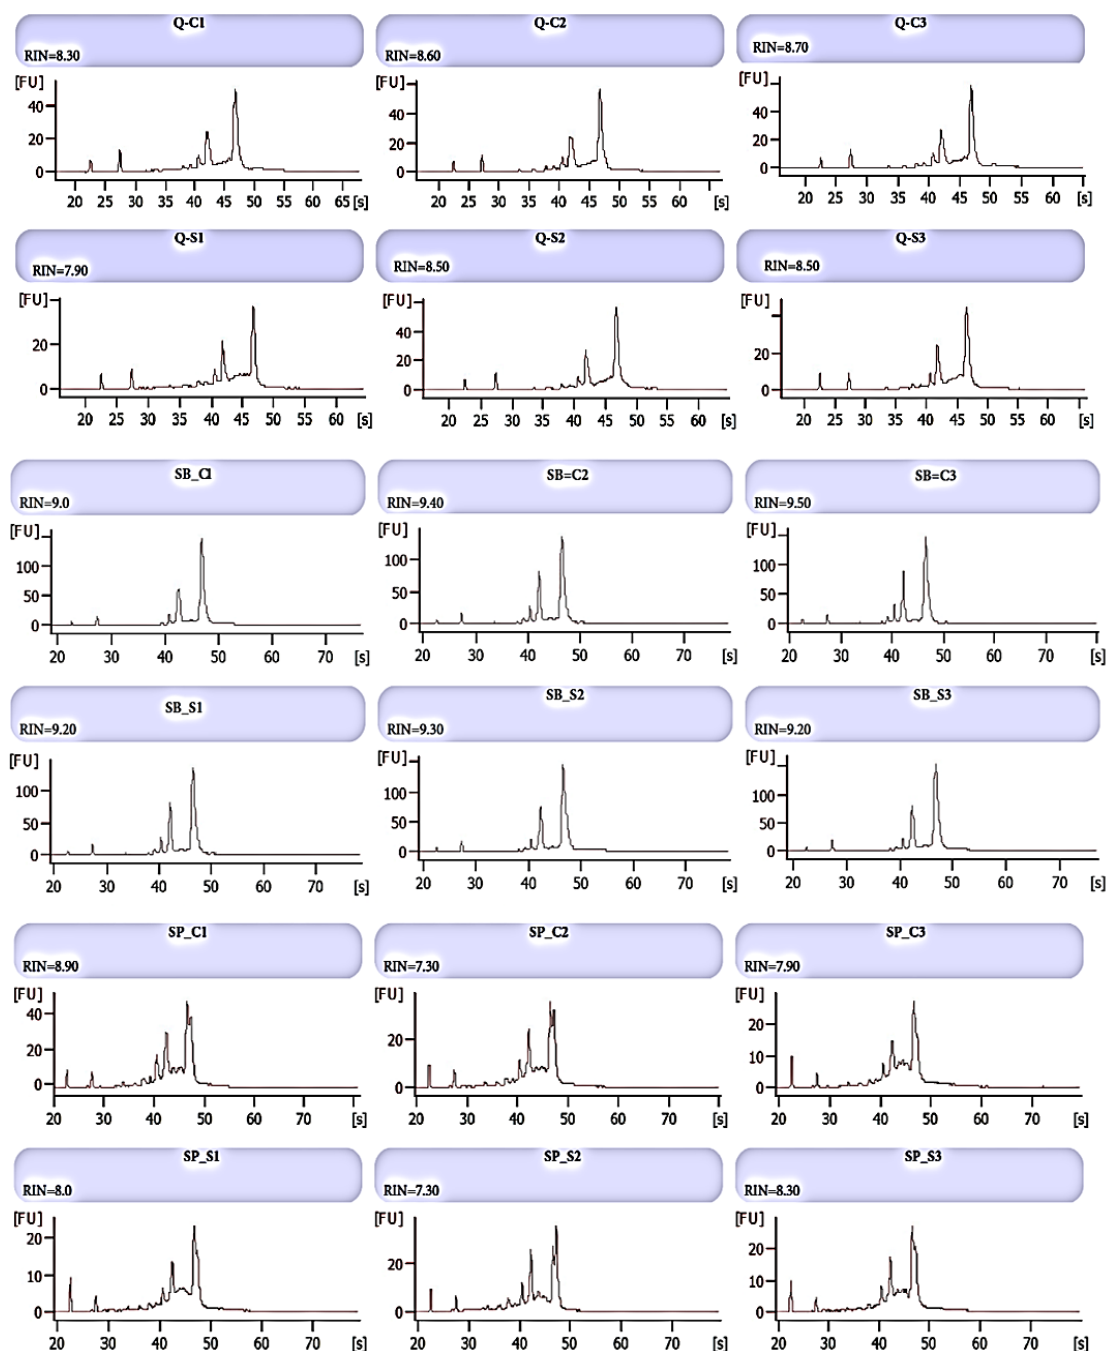 Q-C1
RIN=8.30
[FU]
40
20
0
20 25 30 35 40 45 50 55 60 65 [s]
Q-C2
RIN=8.60
[FU]
40
20
0
20 25 30 35 40 45 50 55 60 [s]
Q-C3
RIN=8.70
[FU]
40
20
0
20 25 30 35 40 45 50 55 60 [s]
Q-S1
RIN=7.90
[FU]
20
0
20 25 30 35 40 45 50 55 60 [s]
Q-S2
RIN=8.50
[FU]
40
20
0
20 25 30 35 40 45 50 55 60 [s]
Q-S3
RIN=8.50
[FU]
20
0
20 25 30 35 40 45 50 55 60 [s]
SB_C1
RIN=9.0
[FU]
100
50
0
20 30 40 50 60 70 [s]
SB=C2
RIN=9.40
[FU]
100
50
0
20 30 40 50 60 70 [s]
SB=C3
RIN=9.50
[FU]
100
50
0
20 30 40 50 60 70 80 [s]
SB_S1
RIN=9.20
[FU]
100
50
0
20 30 40 50 60 70 [s]
SB_S2
RIN=9.30
[FU]
100
50
0
20 30 40 50 60 70 [s]
SB_S3
RIN=9.20
[FU]
100
50
0
20 30 40 50 60 70 [s]
SP_C1
RIN=8.90
[FU]
40
20
0
20 30 40 50 60 70 80 [s]
SP_C2
RIN=7.30
[FU]
20
0
20 30 40 50 60 70 80 [s]
SP_C3
RIN=7.90
[FU]
20
10
0
20 30 40 50 60 70 [s]
SP_S1
RIN=8.0
[FU]
20
10
0
20 30 40 50 60 70 [s]
SP_S2
RIN=7.30
[FU]
20
0
20 30 40 50 60 70 [s]
SP_S3
RIN=8.30
[FU]
20
10
0
20 30 40 50 60 70 [s]